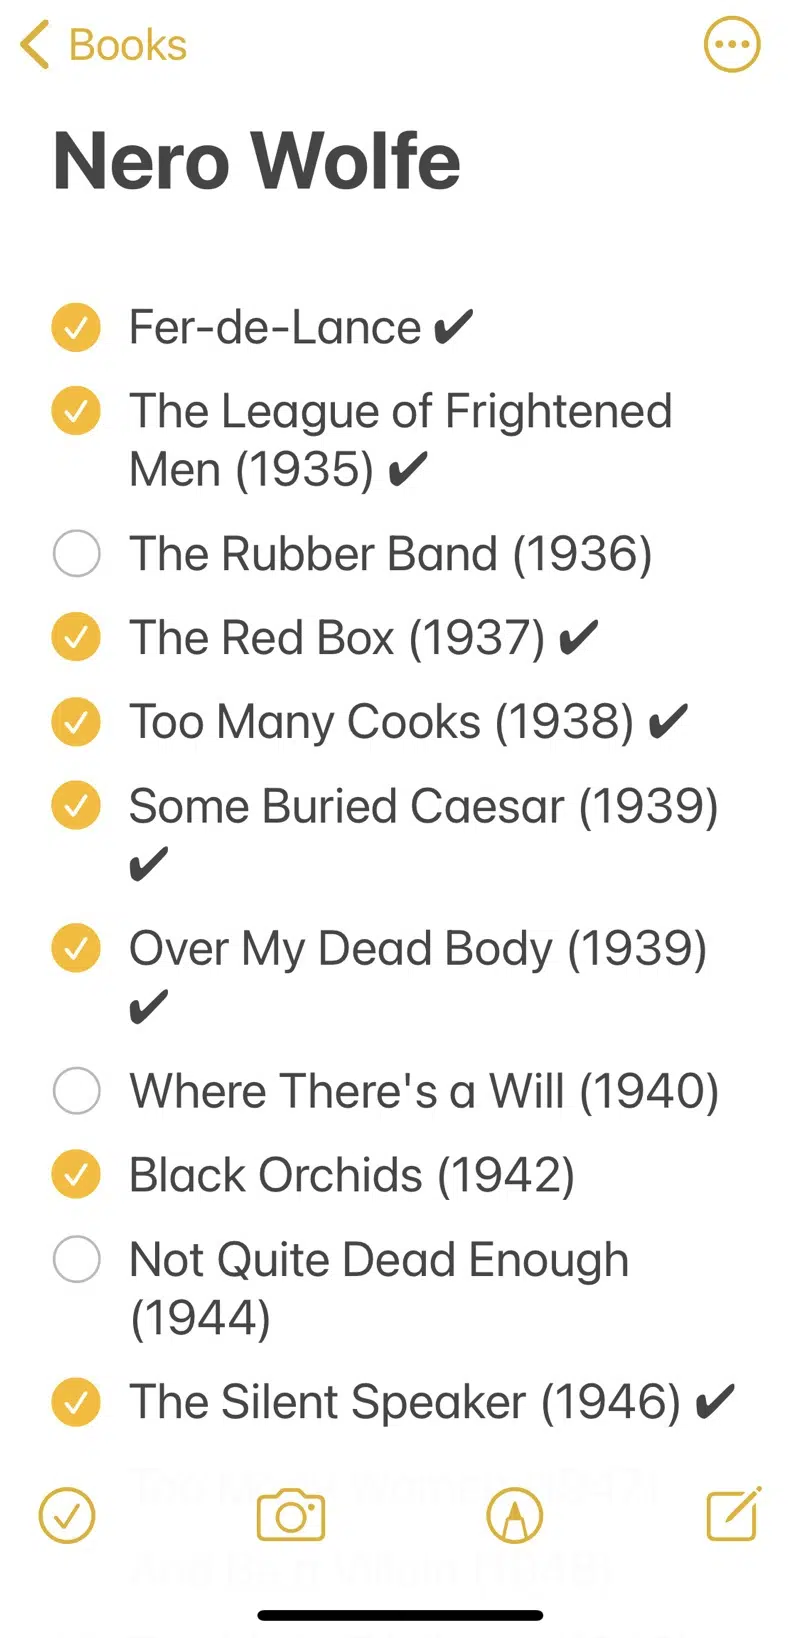 Books
Nero Wolfe
Fer-de-Lance ✔
The League of Frightened
Men (1935) ✔
The Rubber Band (1936)
The Red Box (1937) ✔
Too Many Cooks (1938) ✔
Some Buried Caesar (1939)
✔
Over My Dead Body (1939)
✔
Where There's a Will (1940)
Black Orchids (1942)
Not Quite Dead Enough
(1944)
The Silent Speaker (1946) ✔